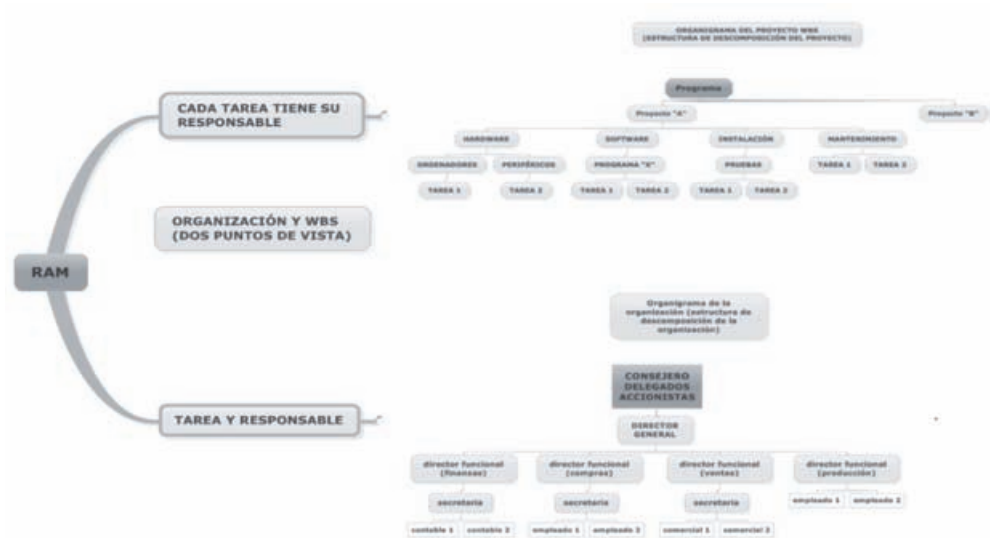 ORGANIGRAMA DEL PROYECTO WBS
(ESTRUCTURA DE DESCOMPOSICIÓN DEL PROYECTO)
Programa
Proyecto "A"
Proyecto "B"
HARDWARE
SOFTWARE
INSTALACIÓN
MANTENIMIENTO
ORDENADORES
PERIFÉRICOS
PROGRAMA "X"
PRUEBAS
TAREA 1
TAREA 2
TAREA 1
TAREA 2
TAREA 1
TAREA 2
TAREA 1
TAREA 2
CADA TAREA TIENE SU
RESPONSABLE
ORGANIZACIÓN Y WBS
(DOS PUNTOS DE VISTA)
RAM
TAREA Y RESPONSABLE
Organigrama de la
organización (estructura de
descomposición de la
organización)
CONSEJERO
DELEGADOS
ACCIONISTAS
DIRECTOR
GENERAL
director funcional
(finanzas)
director funcional
(compras)
director funcional
(ventas)
director funcional
(producción)
secretaria
secretaria
secretaria
empleado 1
empleado 2
contable 1
contable 2
empleado 1
empleado 2
comercial 1
comercial 2